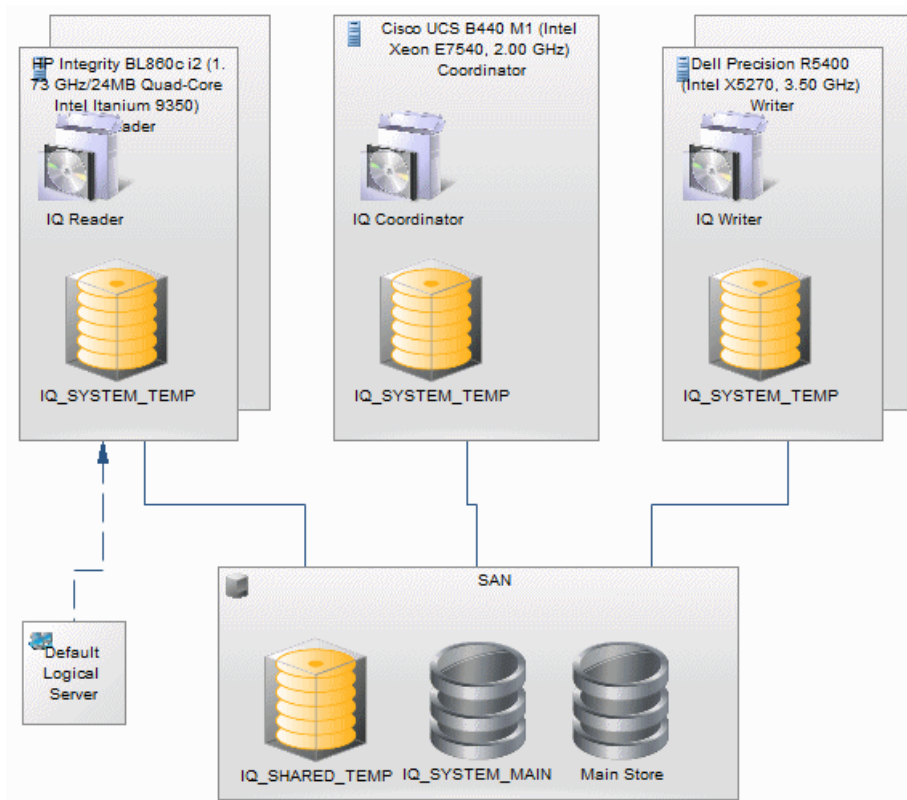 HP Integrity BL860c i2 (1.
73 GHz/24MB Quad-Core
Intel Itanium 9350)
ader
IQ Reader
IQ_SYSTEM_TEMP
Cisco UCS B440 M1 (Intel
Xeon E7540, 2.00 GHz)
Coordinator
IQ Coordinator
IQ_SYSTEM_TEMP
Dell Precision R5400
(Intel X5270, 3.50 GHz)
Writer
IQ Writer
IQ_SYSTEM_TEMP
Default
Logical
Server
SAN
IQ_SHARED_TEMP
IQ_SYSTEM_MAIN
Main Store